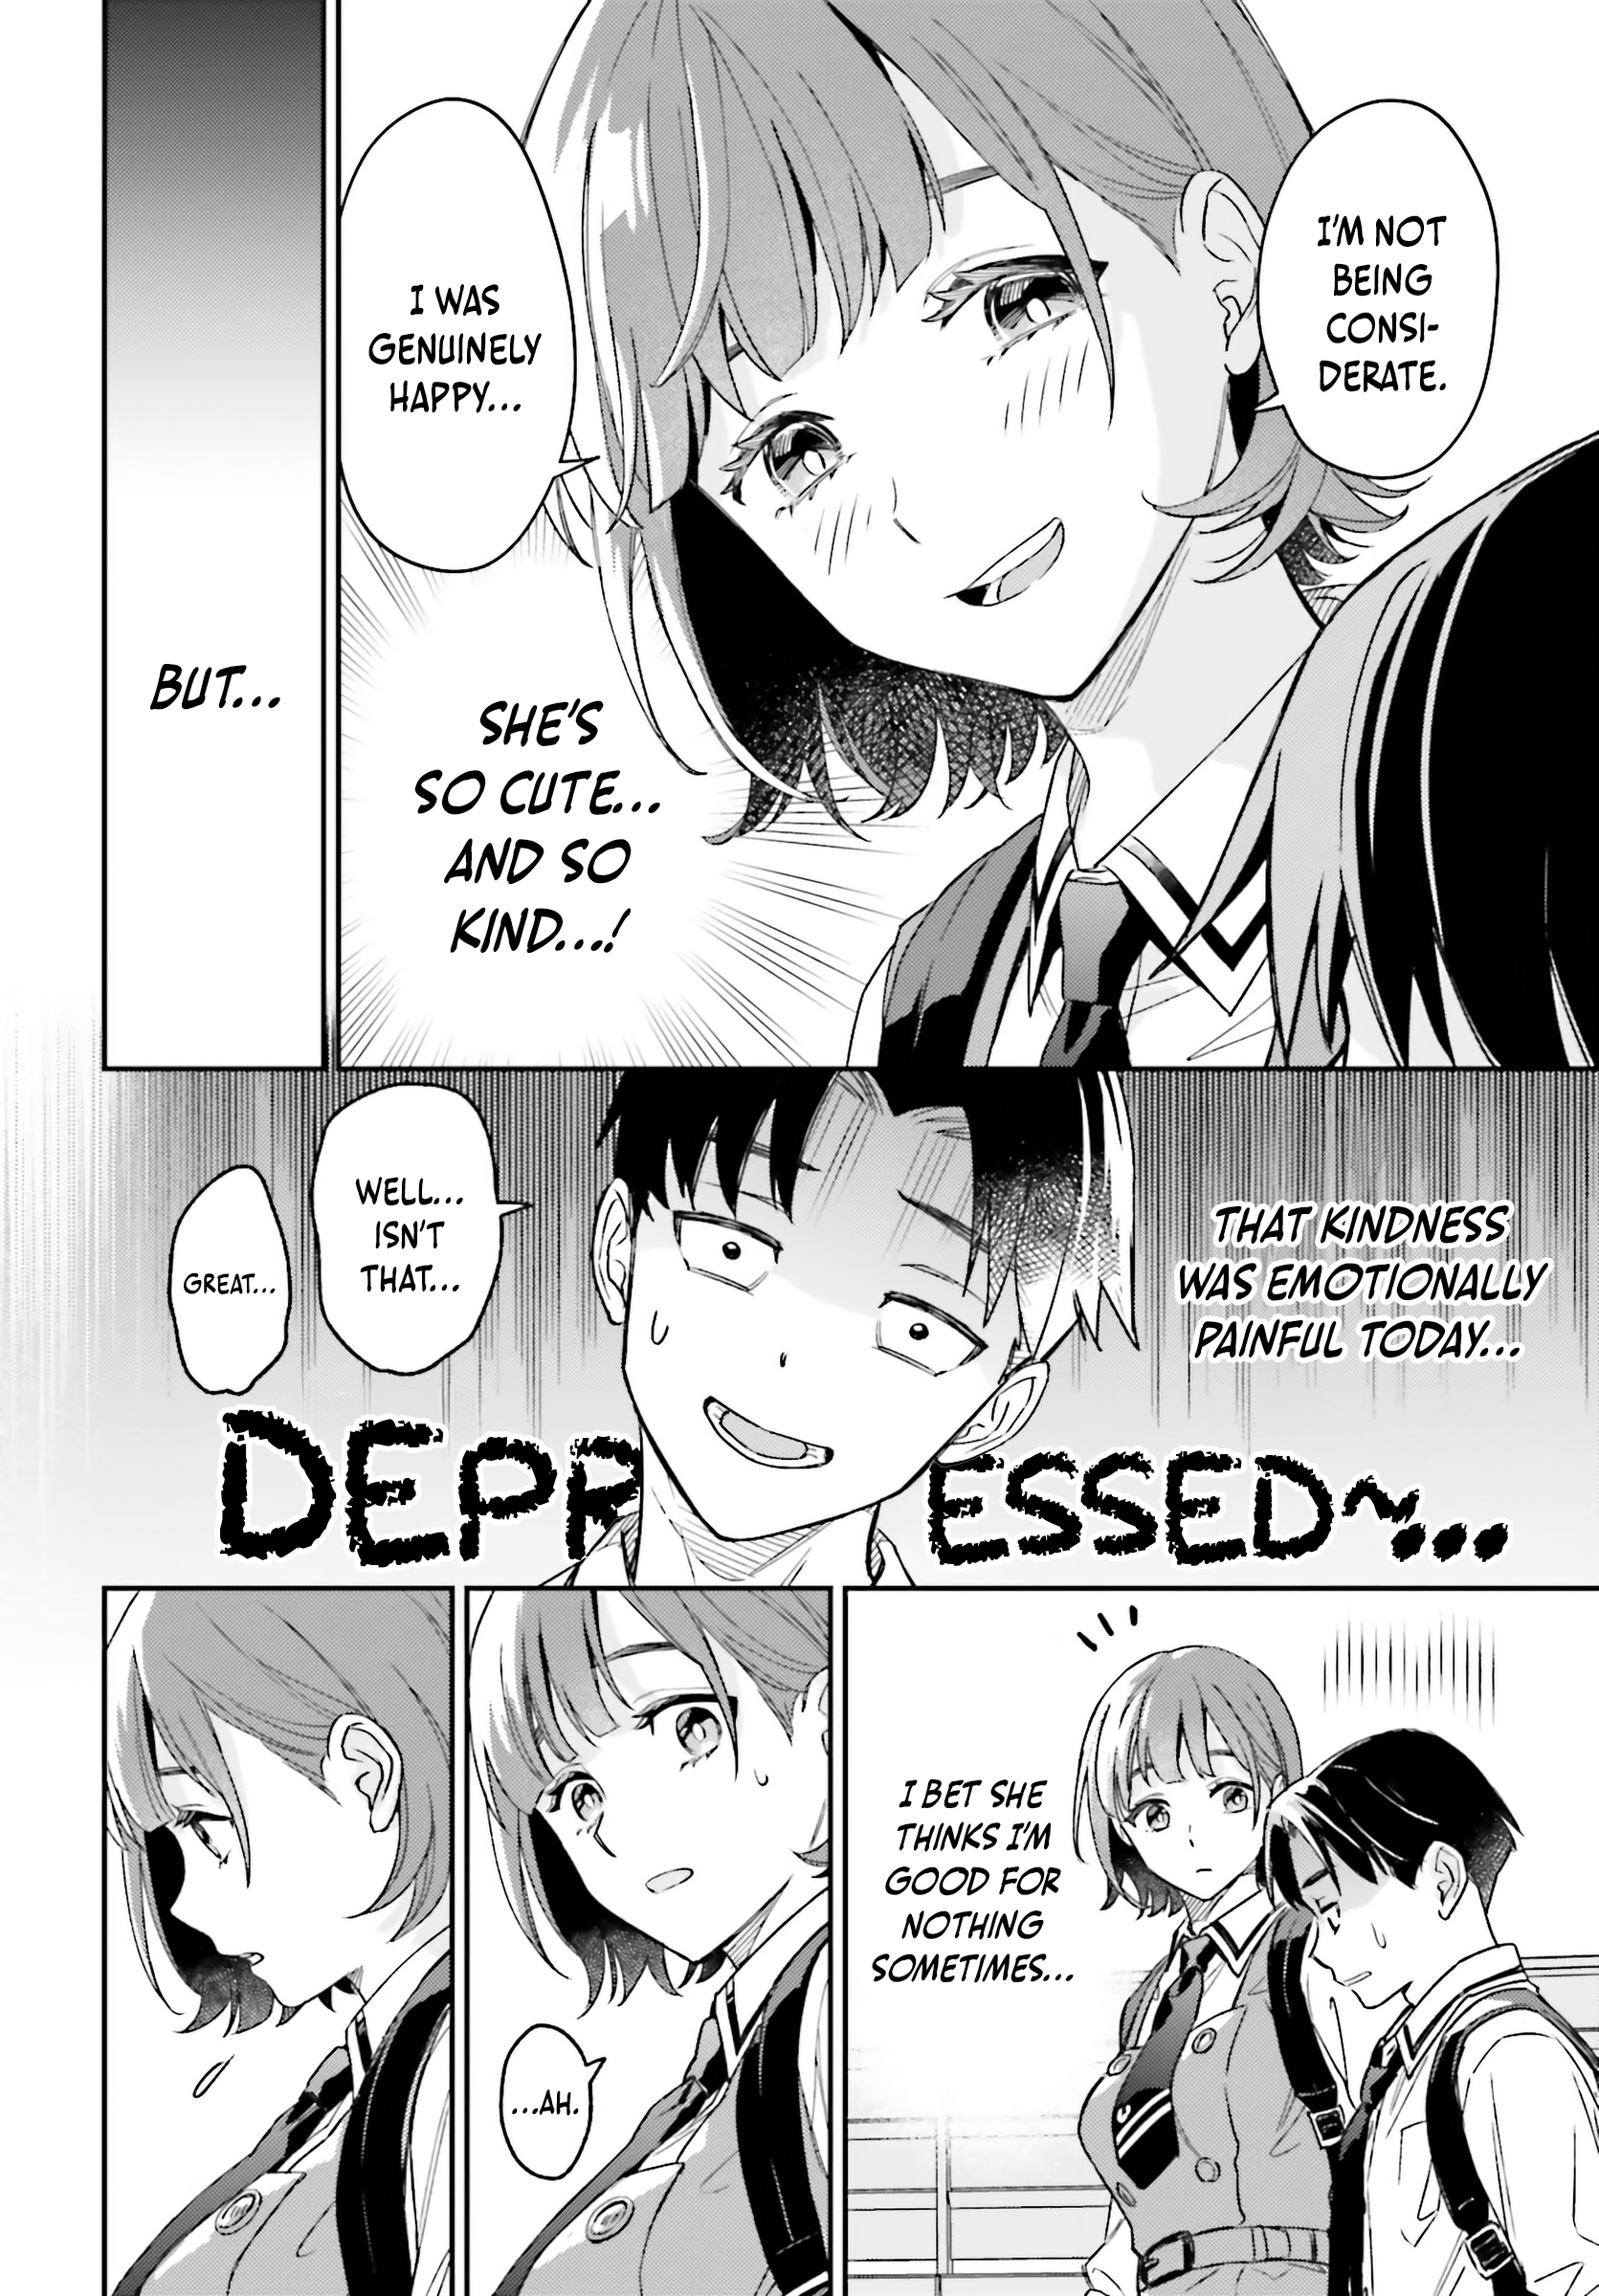 I'M NOT
BEING
CONSI-
DERATE.
I WAS
GENUINELY
HAPPY...
SHE'S
SO CUTE...
AND SO
KIND...!
BUT...
THAT KINDNESS
WAS EMOTIONALLY
PAINFUL TODAY...
WELL...
ISN'T
THAT...
GREAT...
DEPRESSED~...
I BET SHE
THINKS I'M
GOOD FOR
NOTHING
SOMETIMES...
...AH.